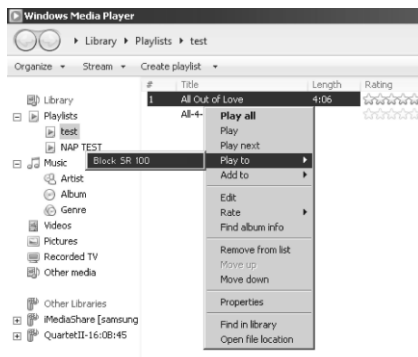 Windows Media Player
Library ▸ Playlists ▸ test
Organize Stream Create playlist
# Title Length Rating
Library
1 All Out of Love 4:06
Playlists
All-4-
Play all
test
Play
NAP TEST
Play next
Music
Block SR 100
Play to
Artist
Add to
Album
Edit
Genre
Rate
Videos
Find album info
Pictures
Recorded TV
Remove from list
Other media
Move up
Move down
Other Libraries
Properties
iMediaShare [samsung
QuartetII-16:0B:45
Find in library
Open file location